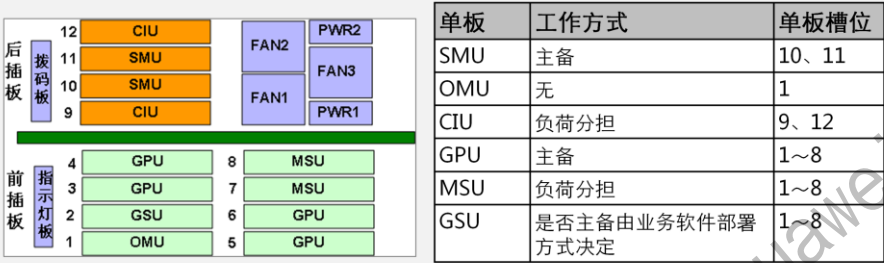 后插板
拨码板
12 CIU
11 SMU
10 SMU
9 CIU
FAN2 PWR2
FAN3
FAN1 PWR1
前插板
指示灯板
4 GPU 8 MSU
3 GPU 7 MSU
2 GSU 6 GPU
1 OMU 5 GPU
单板 工作方式 单板槽位
SMU 主备 10、11
OMU 无 1
CIU 负荷分担 9、12
GPU 主备 1～8
MSU 负荷分担 1～8
GSU 是否主备由业务软件部署 1～8
方式决定
uawei